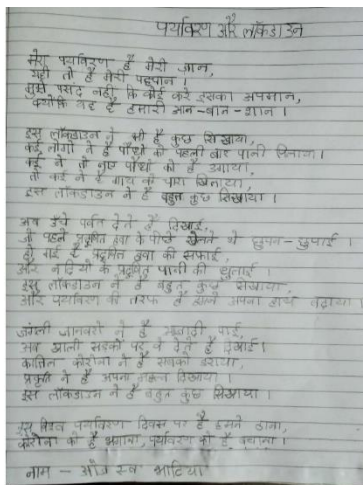 पर्यावरण और लॉकडाउन
मेरा पर्यावरण है मेरी जान,
यही तो है मेरी पहचान ।
मुझे पसंद नहीं कि कोई करे इसका अपमान,
क्योंकि यह है हमारी आन-बान-शान ।
इस लॉकडाउन ने भी है कुछ सिखाया,
कई लोगों ने है पौधों को पहली बार पानी पिलाया ।
कई ने तो नए पौधों को है उगाया,
तो कई ने है गाय को चारा खिलाया,
इस लॉकडाउन ने है बहुत कुछ सिखाया ।
अब ऊँचे पर्वत देते हैं दिखाई,
जो पहले प्रदूषित हवा के पीछे खेलते थे छुपन-छुपाई ।
हो गई है प्रदूषित हवा की सफाई,
और नदियों के प्रदूषित पानी की धुलाई ।
इस लॉकडाउन ने है बहुत कुछ सिखाया,
और पर्यावरण की तरफ है हमने अपना हाथ बढ़ाया
जंगली जानवरों ने है आज़ादी पाई,
अब खाली सड़कों पर वे देते हैं दिखाई ।
कातिल कोरोना ने है सबको डराया,
प्रकृति ने है अपना महत्व दिखाया ।
इस लॉकडाउन ने है बहुत कुछ सिखाया ।
इस विश्व पर्यावरण दिवस पर है हमने ठाना,
कोरोना को है भगाना, पर्यावरण को है बचाना ।
नाम - भाटिया